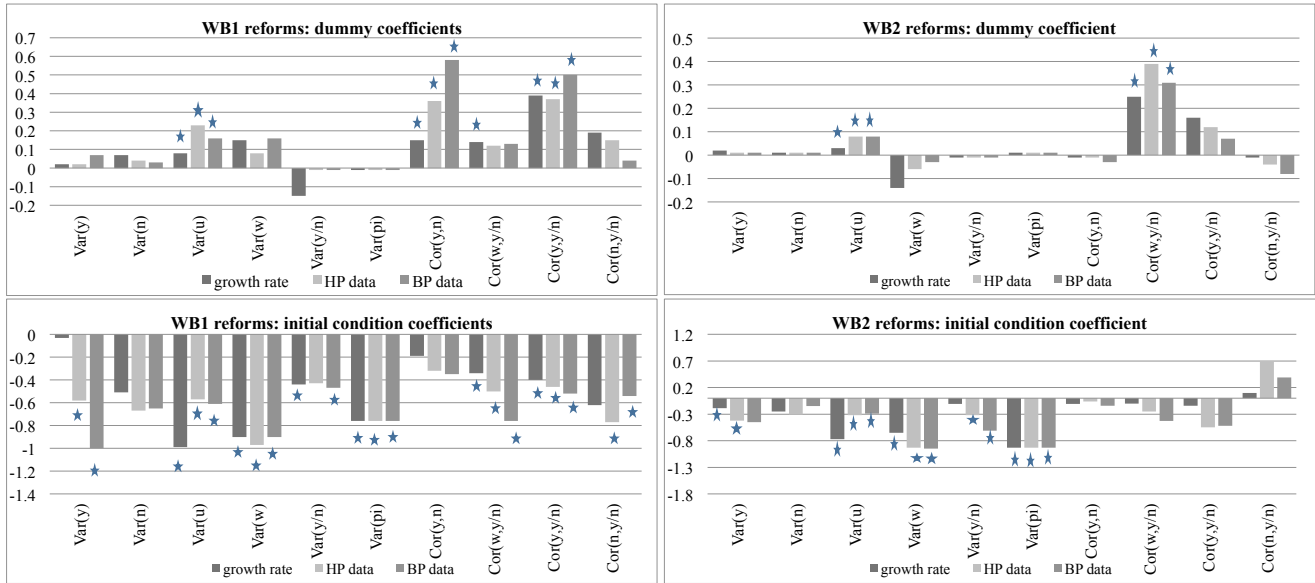 WB1 reforms: dummy coefficients
0.7
0.6
0.5
0.4
0.3
0.2
0.1
0
-0.1
-0.2
Var(y)
Var(n)
Var(u)
Var(w)
Var(y/n)
Var(pi)
Cor(y,n)
Cor(w,y/n)
Cor(y,y/n)
Cor(n,y/n)
growth rate HP data BP data
WB2 reforms: dummy coefficient
0.5
0.4
0.3
0.2
0.1
0
-0.1
-0.2
Var(y)
Var(n)
Var(u)
Var(w)
Var(y/n)
Var(pi)
Cor(y,n)
Cor(w,y/n)
Cor(y,y/n)
Cor(n,y/n)
growth rate HP data BP data
WB1 reforms: initial condition coefficients
0
-0.2
-0.4
-0.6
-0.8
-1
-1.2
-1.4
Var(y)
Var(n)
Var(u)
Var(w)
Var(y/n)
Var(pi)
Cor(y,n)
Cor(w,y/n)
Cor(y,y/n)
Cor(n,y/n)
growth rate HP data BP data
WB2 reforms: initial condition coefficient
1.2
0.7
0.2
-0.3
-0.8
-1.3
-1.8
Var(y)
Var(n)
Var(u)
Var(w)
Var(y/n)
Var(pi)
Cor(y,n)
Cor(w,y/n)
Cor(y,y/n)
Cor(n,y/n)
growth rate HP data BP data